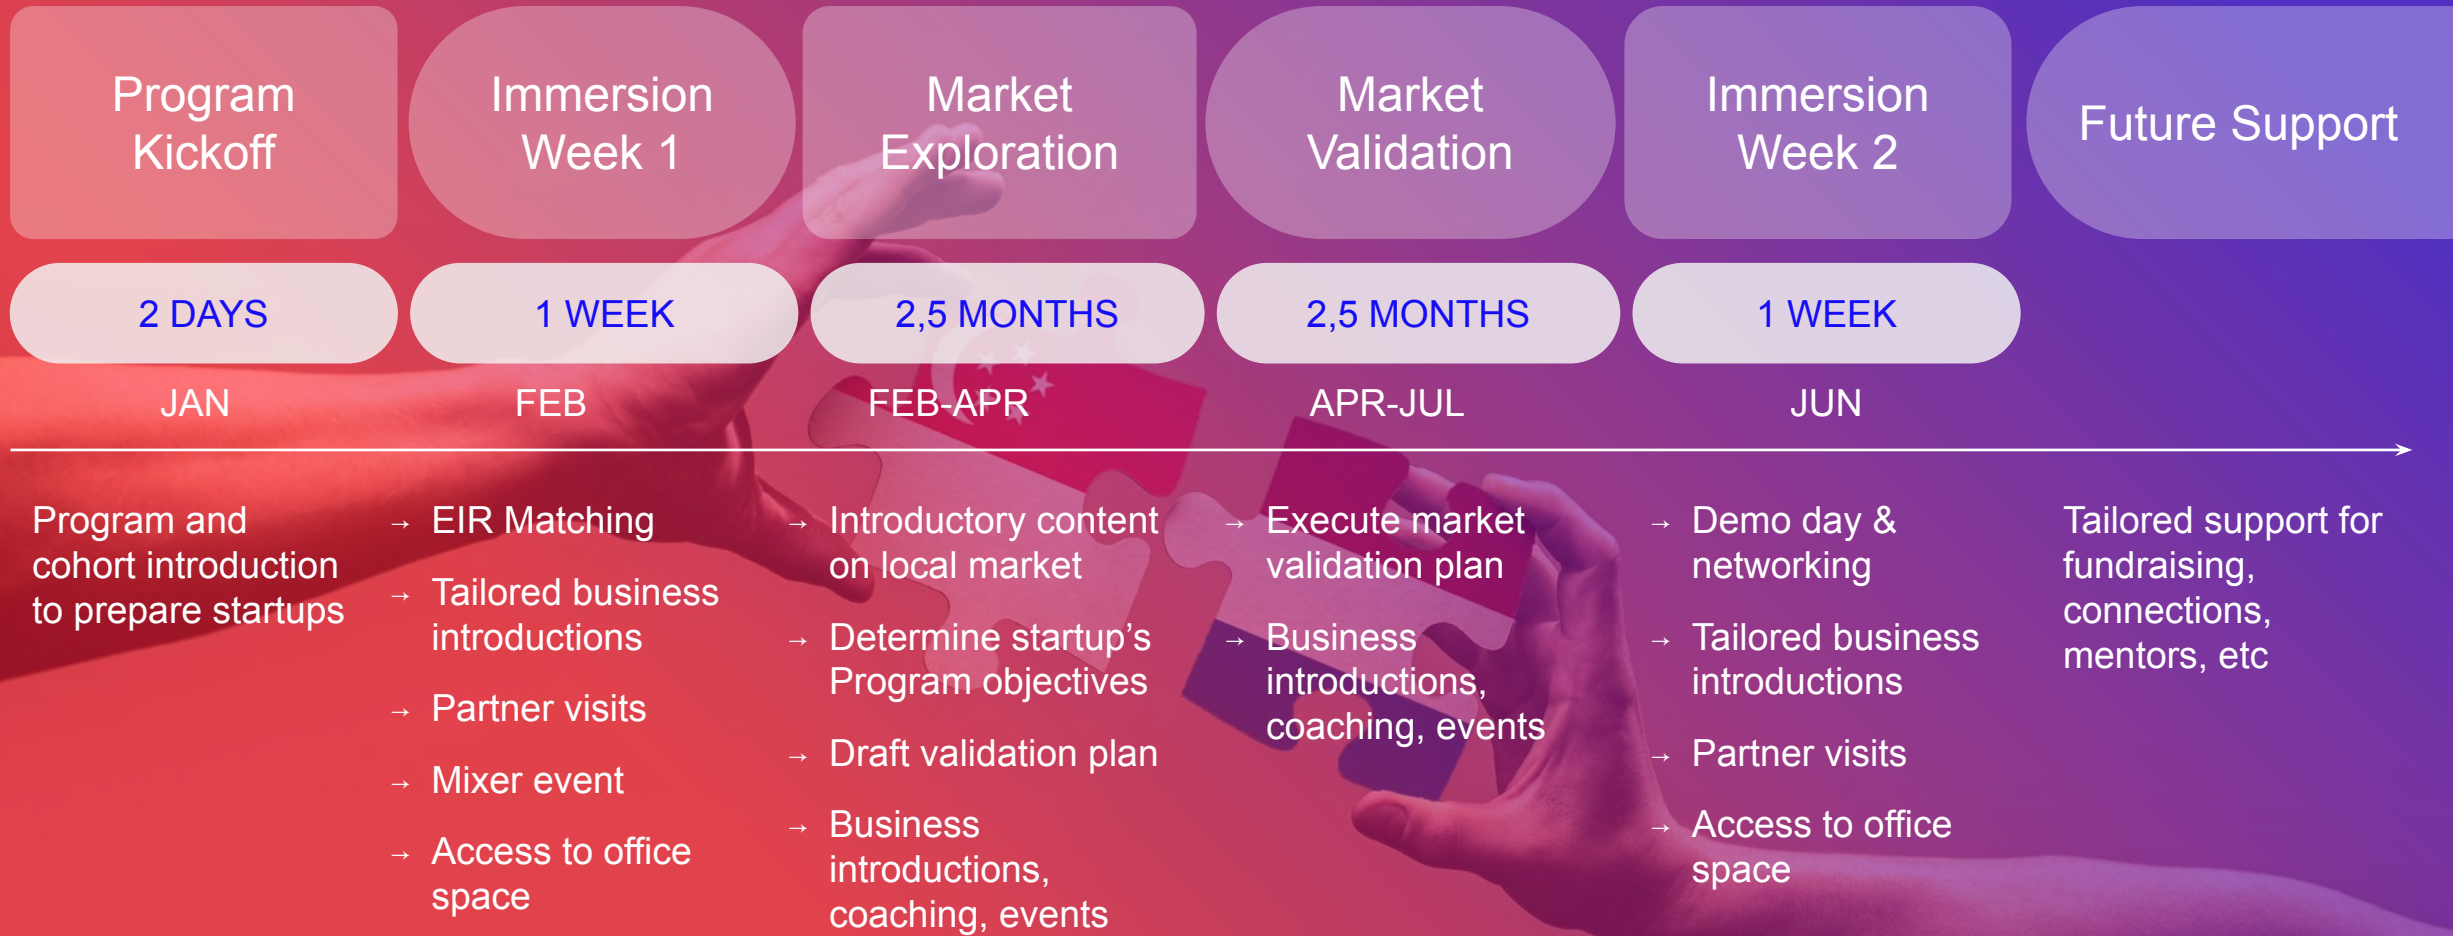 Program
Kickoff
Immersion
Week 1
Market
Exploration
Market
Validation
Immersion
Week 2
Future Support
2 DAYS
1 WEEK
2,5 MONTHS
2,5 MONTHS
1 WEEK
JAN
FEB
FEB-APR
APR-JUL
JUN
Program and
cohort introduction
to prepare startups
→ EIR Matching
→ Tailored business
introductions
→ Partner visits
→ Mixer event
→ Access to office
space
→ Introductory content
on local market
→ Determine startup’s
Program objectives
→ Draft validation plan
→ Business
introductions,
coaching, events
→ Execute market
validation plan
→ Business
introductions,
coaching, events
→ Demo day &
networking
→ Tailored business
introductions
→ Partner visits
→ Access to office
space
Tailored support for
fundraising,
connections,
mentors, etc